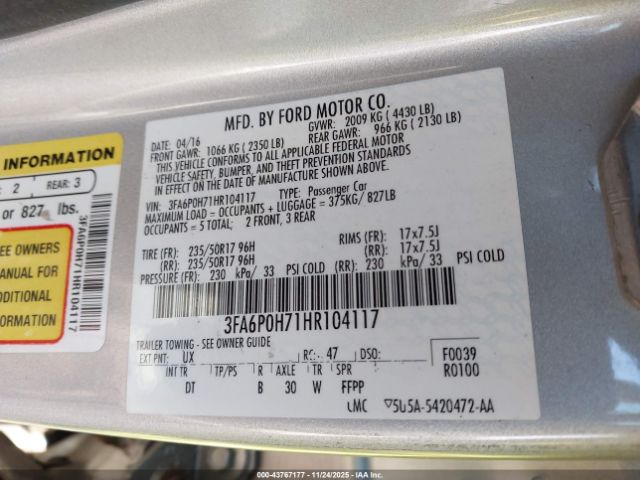 MFD. BY FORD MOTOR CO.
DATE: 04/16 GVWR: 2009 KG ( 4430 LB)
FRONT GAWR: 1066 KG ( 2350 LB) REAR GAWR: 966 KG ( 2130 LB)
THIS VEHICLE CONFORMS TO ALL APPLICABLE FEDERAL MOTOR
VEHICLE SAFETY, BUMPER, AND THEFT PREVENTION STANDARDS
IN EFFECT ON THE DATE OF MANUFACTURE SHOWN ABOVE.
VIN: 3FA6P0H71HR104117 TYPE: Passenger Car
MAXIMUM LOAD = OCCUPANTS + LUGGAGE = 375KG/ 827LB
OCCUPANTS = 5 TOTAL; 2 FRONT, 3 REAR
TIRE (FR): 235/50R17 96H RIMS (FR): 17x7.5J
(RR): 235/50R17 96H (RR): 17x7.5J
PRESSURE (FR): 230 kPa/ 33 PSI COLD (RR): 230 kPa/ 33 PSI COLD
3FA6P0H71HR104117
TRAILER TOWING - SEE OWNER GUIDE
EXT PNT: UX 47 DSO: F0039
INT TR TP/PS R AXLE TR SPR R0100
DT B 30 W FFPP
5U5A-5420472-AA
INFORMATION
2 REAR: 3
or 827 lbs.
EE OWNERS
ANUAL FOR
DDITIONAL
FORMATION
3FA6P0H71HR104117
000-43767177 — 11/24/2025 — IAAI.COM